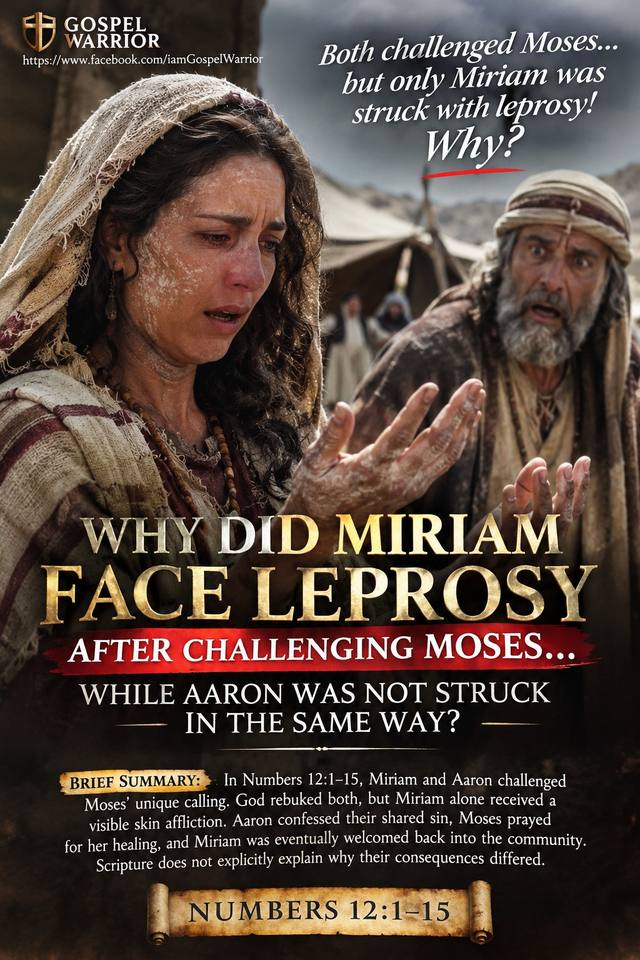 GOSPEL
WARRIOR
https://www.facebook.com/iamGospelWarrior
Both challenged Moses...
but only Miriam was
struck with leprosy!
Why?
WHY DID MIRIAM
FACE LEPROSY
AFTER CHALLENGING MOSES...
WHILE AARON WAS NOT STRUCK
IN THE SAME WAY?
BRIEF SUMMARY: In Numbers 12:1–15, Miriam and Aaron challenged
Moses' unique calling. God rebuked both, but Miriam alone received a
visible skin affliction. Aaron confessed their shared sin, Moses prayed
for her healing, and Miriam was eventually welcomed back into the community.
Scripture does not explicitly explain why their consequences differed.
NUMBERS 12:1–15